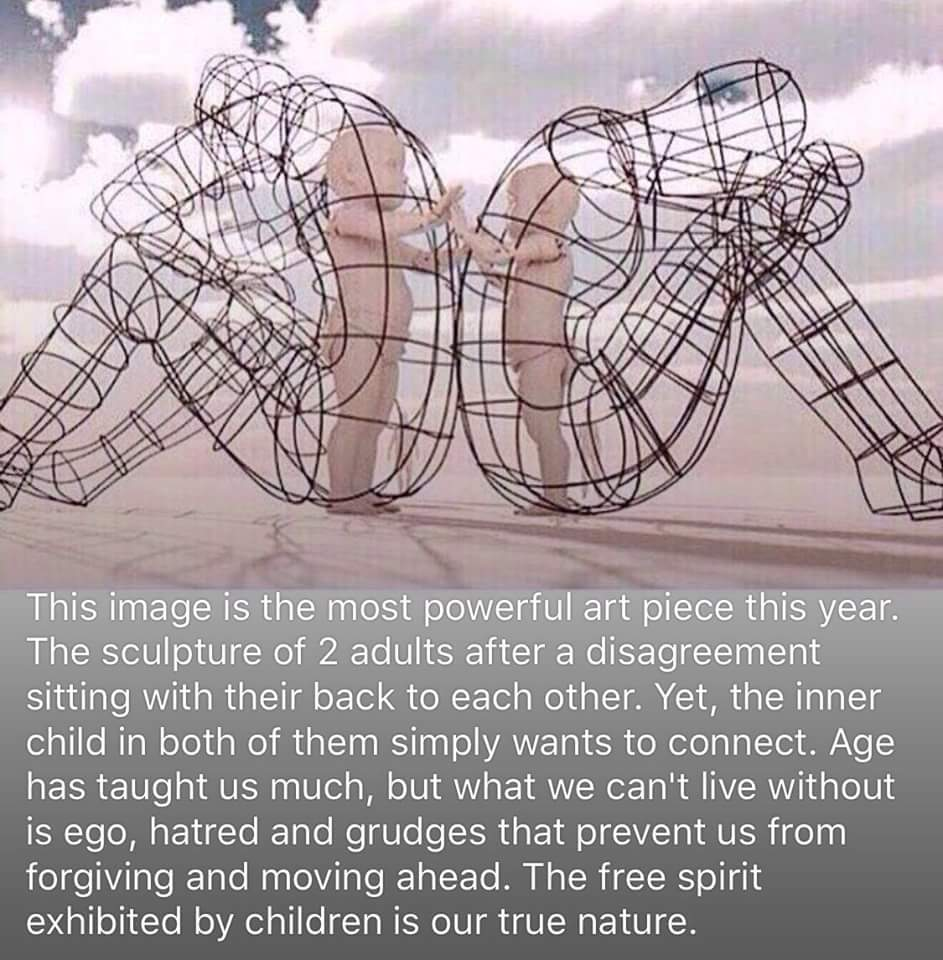 This image is the most powerful art piece this year.
The sculpture of 2 adults after a disagreement
sitting with their back to each other. Yet, the inner
child in both of them simply wants to connect. Age
has taught us much, but what we can't live without
is ego, hatred and grudges that prevent us from
forgiving and moving ahead. The free spirit
exhibited by children is our true nature.